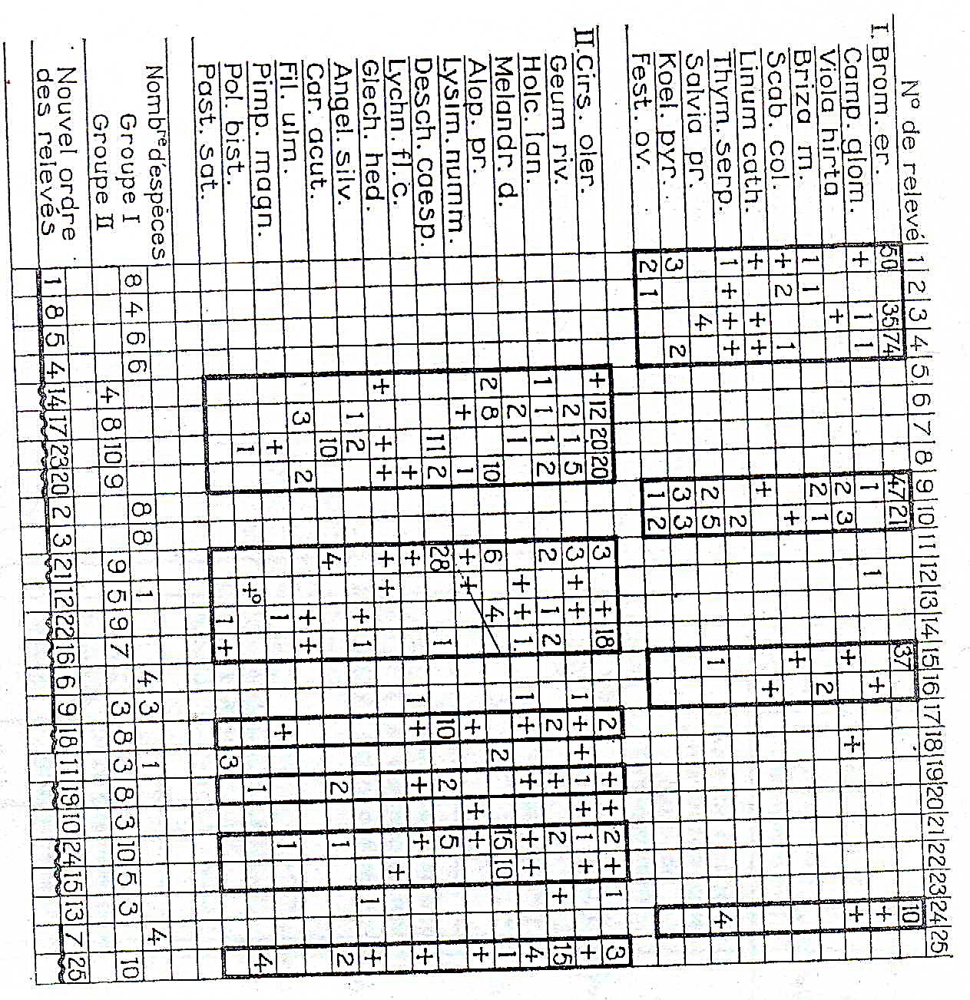 N° de relevé 1 2 3 4 5 6 7 8 9 10 11 12 13 14 15 16 17 18 19 20 21 22 23 24 25
I. Brom. er. 50 35 74 47 21 37 10
Camp. glom. + 1 1 1 1 + +
Viola hirta + 2 3 + + +
Briza m. 1 1 2 1 2
Scab. col. + 2 1 + +
Linum cath. + + + + +
Thym. serp. 1 + + + 2
Salvia pr. 4 2 5 1 4
Koel. pyr. 3 2 3 3
Fest. ov. 2 1 1 2
II. Cirs. oler. + 12 20 20 3 + 18 2 + + 2 + 1 3
Geum riv. 2 1 5 3 + + 1 + + 1 + 1 + +
Holc. lan. 1 1 1 2 2 1 2 2 + 2 + 15
Melandr. d. 2 1 + + 1. 1 + + + + 4
Alop. pr. 2 8 10 6 4 2 15 10 1
Lysim. numm. + 1 + + + + + +
Desch. caesp. 11 2 28 1 10 2 5
Lychn. fl. c. + + 1 + + + +
Glech. hed. + + + + + + +
Angel. silv. 1 2 + 1 1
Car. acut. 10 4 2 1 2
Fil. ulm. 3 2 + +
Pimp. magn. + 1 + 1
Pol. bist. 1 +° 1 4
Past. sat. 1 + 3
Nombre d'éspèces
Groupe I 8 4 6 6 8 8 1 4 3 1 4
Groupe II 4 8 10 9 9 5 9 7 3 8 3 8 3 10 5 3 10
Nouvel ordre
des relevés 1 8 5 4 14 17 23 20 2 3 21 12 22 16 6 9 18 11 19 10 24 15 13 7 25